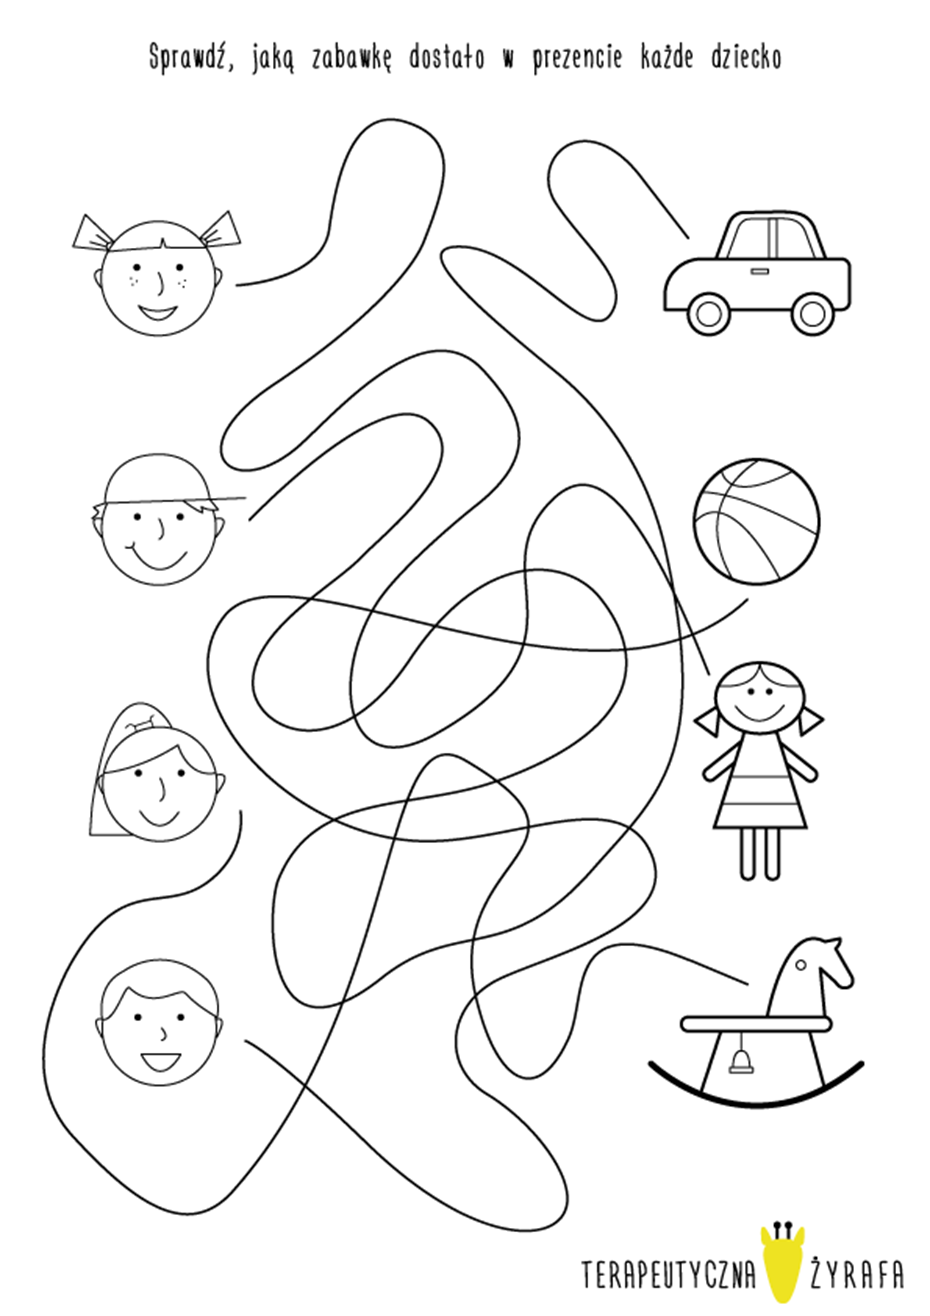 Sprawdź, jaką zabawkę dostało w prezencie każde dziecko
TERAPEUTYCZNA ŻYRAFA